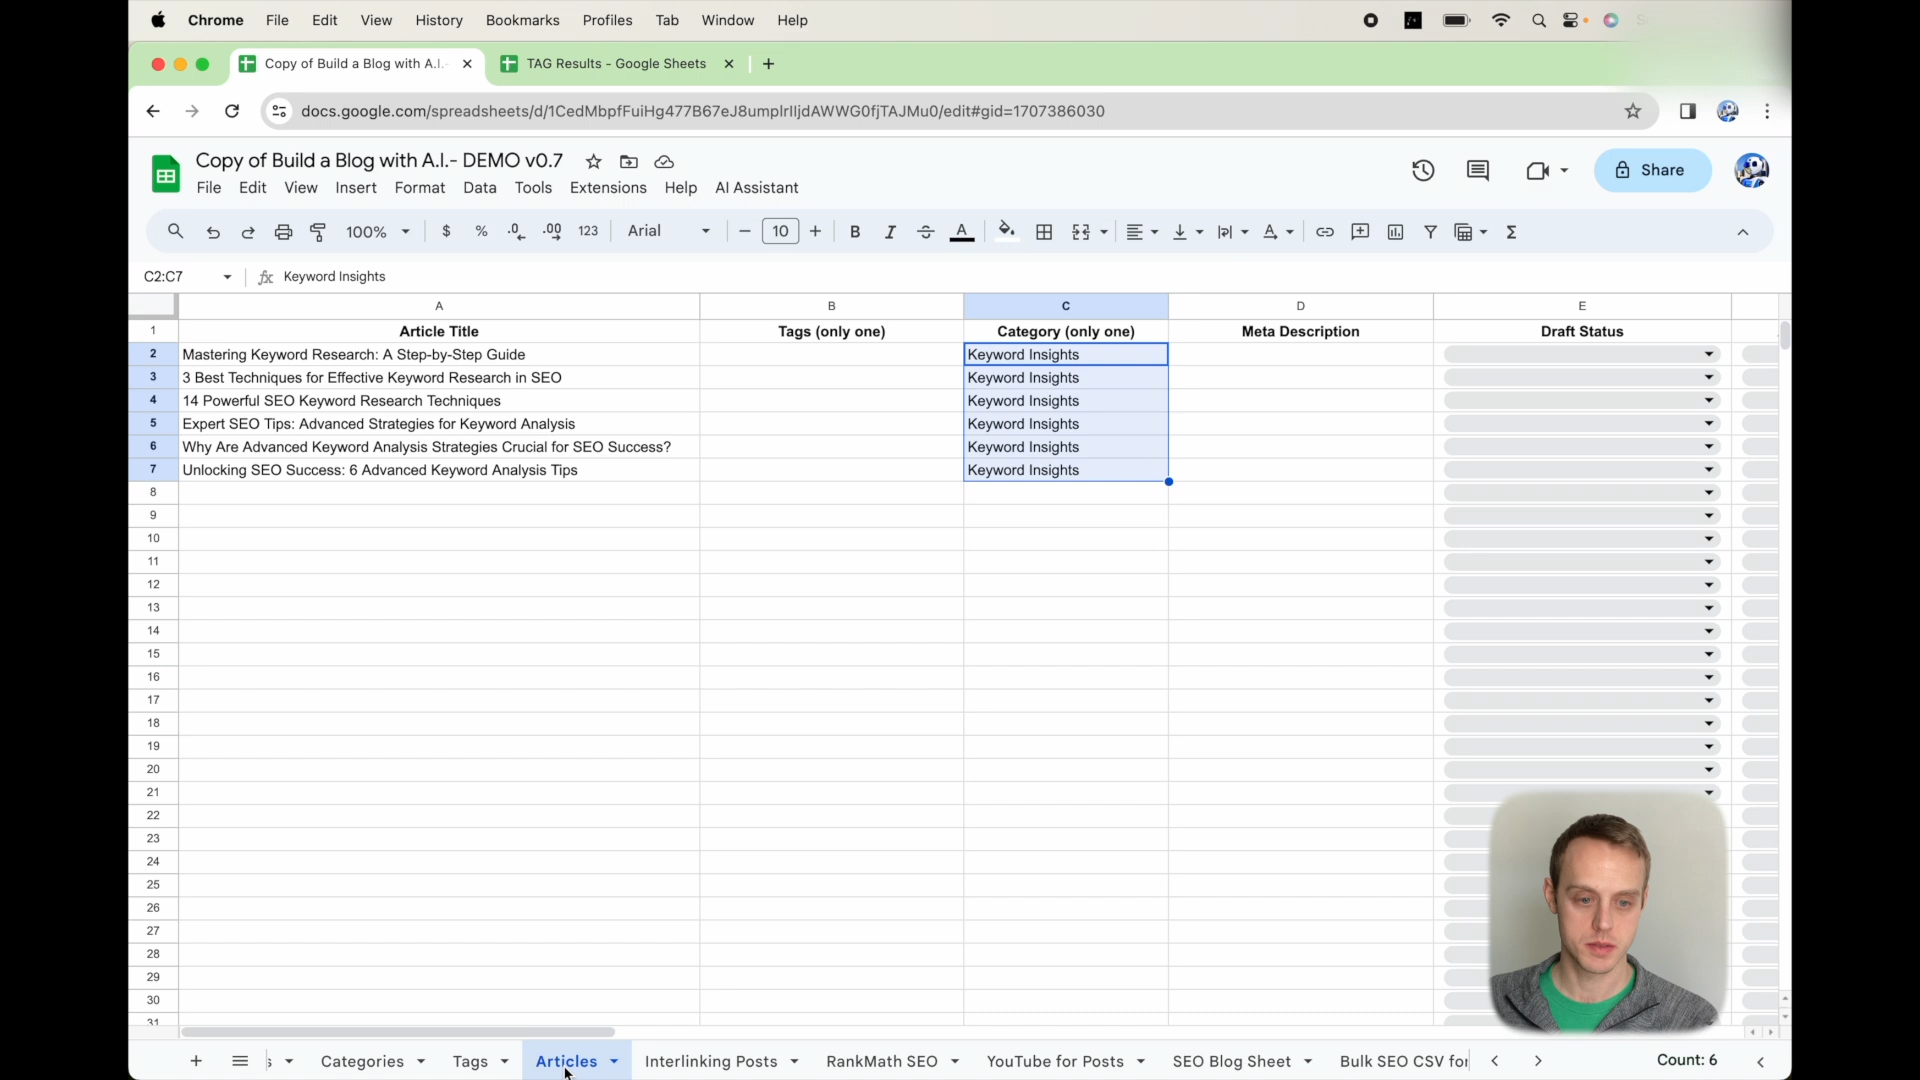 Chrome File Edit View History Bookmarks Profiles Tab Window Help
Copy of Build a Blog with A.I.- TAG Results - Google Sheets
docs.google.com/spreadsheets/d/1CedMbpfFuiHg477B67eJ8umplrIIjdAWWG0fjTAJMu0/edit#gid=1707386030
Copy of Build a Blog with A.I.- DEMO v0.7
Share
File Edit View Insert Format Data Tools Extensions Help AI Assistant
100% $ % .0 .00 123 Arial 10 B I S A Σ
C2:C7 fx Keyword Insights
A B C D E
1 Article Title Tags (only one) Category (only one) Meta Description Draft Status
2 Mastering Keyword Research: A Step-by-Step Guide Keyword Insights
3 3 Best Techniques for Effective Keyword Research in SEO Keyword Insights
4 14 Powerful SEO Keyword Research Techniques Keyword Insights
5 Expert SEO Tips: Advanced Strategies for Keyword Analysis Keyword Insights
6 Why Are Advanced Keyword Analysis Strategies Crucial for SEO Success? Keyword Insights
7 Unlocking SEO Success: 6 Advanced Keyword Analysis Tips Keyword Insights
8
9
10
11
12
13
14
15
16
17
18
19
20
21
22
23
24
25
26
27
28
29
30
31
s Categories Tags Articles Interlinking Posts RankMath SEO YouTube for Posts SEO Blog Sheet Bulk SEO CSV for Count: 6